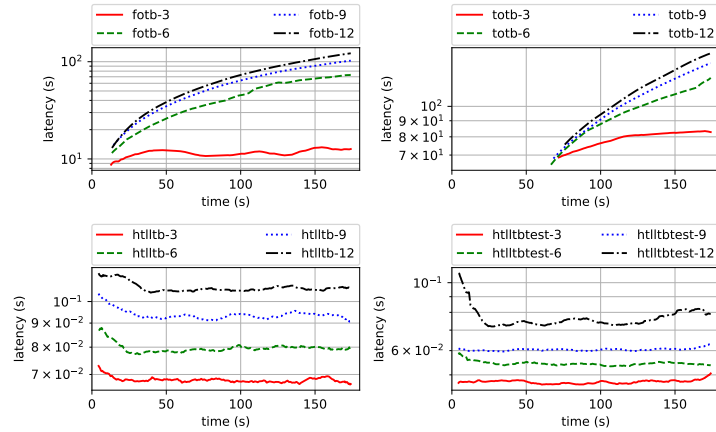 fotb-3 fotb-9
fotb-6 fotb-12
latency (s)
10²
10¹
0 50 100 150
time (s)
totb-3 totb-9
totb-6 totb-12
latency (s)
10²
9 × 10¹
8 × 10¹
7 × 10¹
0 50 100 150
time (s)
htlltb-3 htlltb-9
htlltb-6 htlltb-12
latency (s)
10⁻¹
9 × 10⁻²
8 × 10⁻²
7 × 10⁻²
0 50 100 150
time (s)
htlltbtest-3 htlltbtest-9
htlltbtest-6 htlltbtest-12
latency (s)
10⁻¹
6 × 10⁻²
0 50 100 150
time (s)